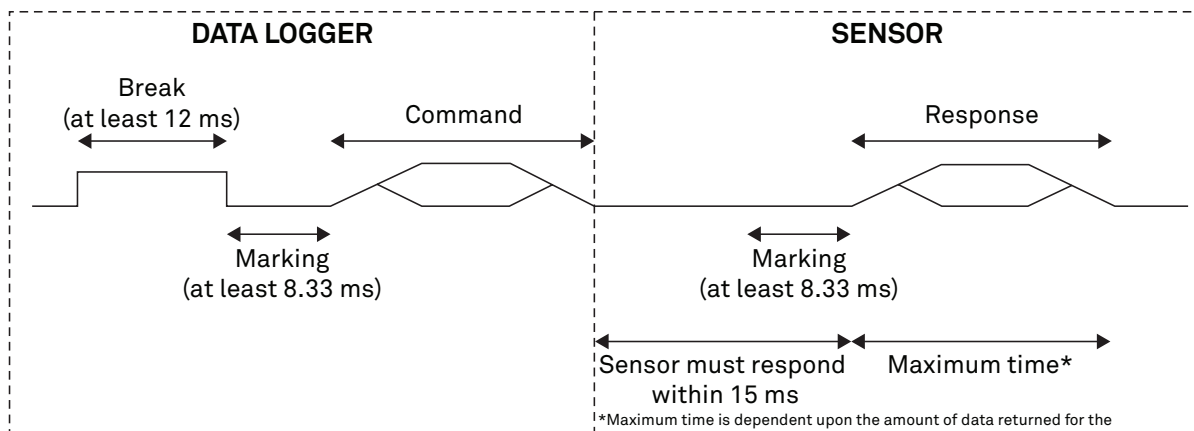 DATA LOGGER
SENSOR
Break
(at least 12 ms)
Command
Response
Marking
(at least 8.33 ms)
Marking
(at least 8.33 ms)
Sensor must respond
within 15 ms
Maximum time*
*Maximum time is dependent upon the amount of data returned for the